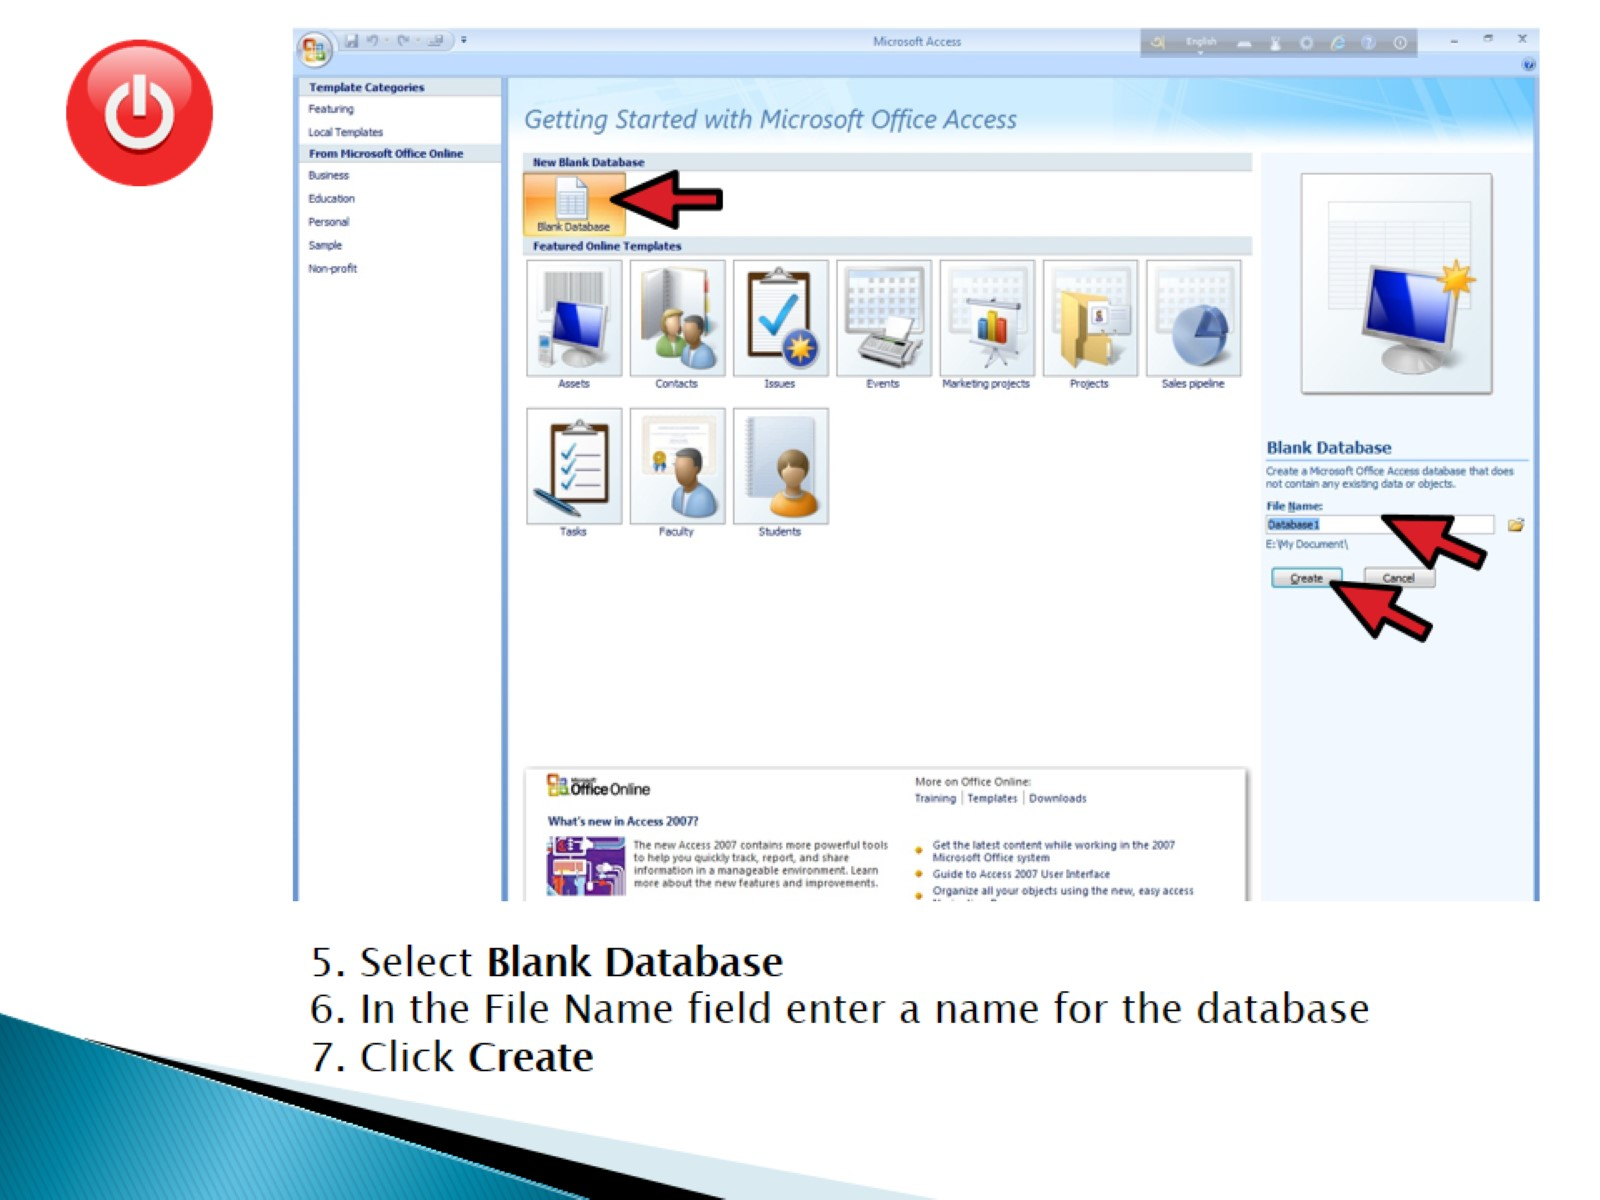 Microsoft Access
English
Template Categories
Featuring
Local Templates
From Microsoft Office Online
Business
Education
Personal
Sample
Non-profit
Getting Started with Microsoft Office Access
New Blank Database
Blank Database
Featured Online Templates
Assets
Contacts
Issues
Events
Marketing projects
Projects
Sales pipeline
Tasks
Faculty
Students
Blank Database
Create a Microsoft Office Access database that does
not contain any existing data or objects.
File Name:
Database1
E:\My Document\
Create
Cancel
Microsoft
Office Online
What's new in Access 2007?
The new Access 2007 contains more powerful tools
to help you quickly track, report, and share
information in a manageable environment. Learn
more about the new features and improvements.
More on Office Online:
Training | Templates | Downloads
Get the latest content while working in the 2007
Microsoft Office system
Guide to Access 2007 User Interface
Organize all your objects using the new, easy access
5. Select Blank Database
6. In the File Name field enter a name for the database
7. Click Create